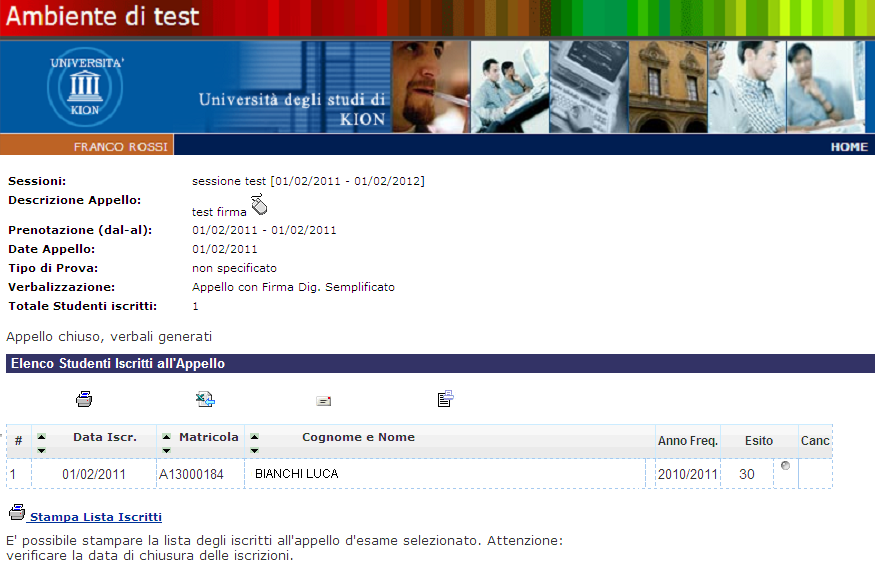 Ambiente di test
UNIVERSITA'
KION
Università degli studi di
KION
FRANCO ROSSI
HOME
Sessioni: sessione test [01/02/2011 - 01/02/2012]
Descrizione Appello: test firma
Prenotazione (dal-al): 01/02/2011 - 01/02/2011
Date Appello: 01/02/2011
Tipo di Prova: non specificato
Verbalizzazione: Appello con Firma Dig. Semplificato
Totale Studenti iscritti: 1
Appello chiuso, verbali generati
Elenco Studenti Iscritti all'Appello
# Data Iscr. Matricola Cognome e Nome Anno Freq. Esito Canc
1 01/02/2011 A13000184 BIANCHI LUCA 2010/2011 30
Stampa Lista Iscritti
E' possibile stampare la lista degli iscritti all'appello d'esame selezionato. Attenzione:
verificare la data di chiusura delle iscrizioni.